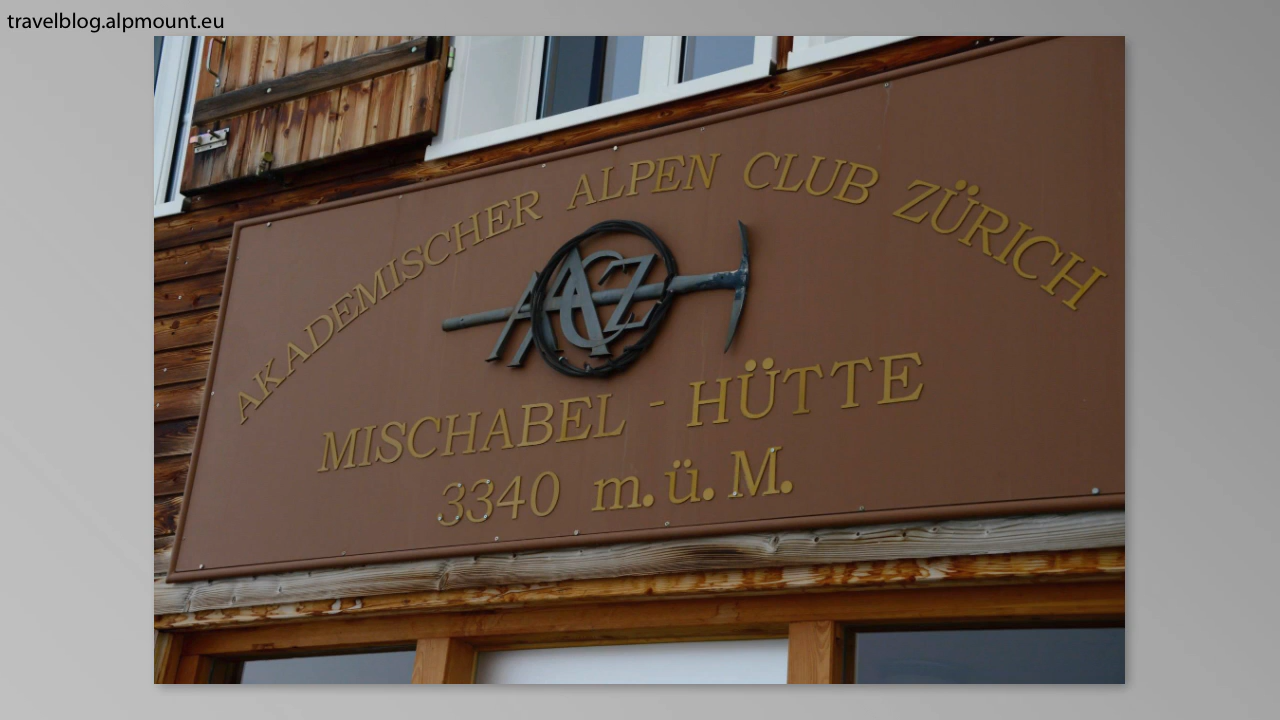 travelblog.alpmount.eu
AKADEMISCHER ALPEN CLUB ZÜRICH
AACZ
MISCHABEL - HÜTTE
3340 m.ü.M.